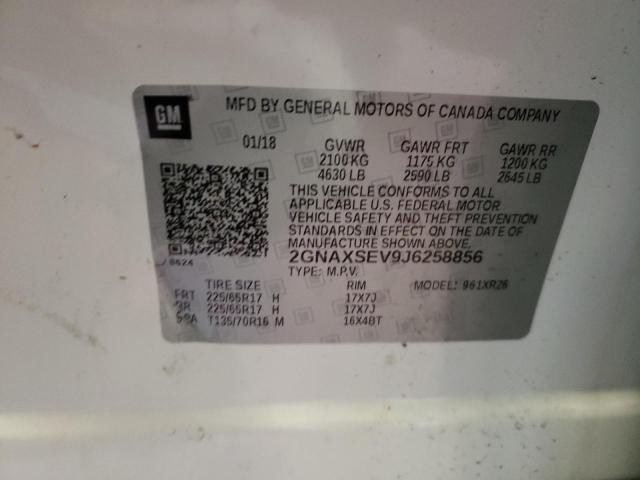 GM
MFD BY GENERAL MOTORS OF CANADA COMPANY
01/18 GVWR GAWR FRT GAWR RR
2100 KG 1175 KG 1200 KG
4630 LB 2590 LB 2645 LB
THIS VEHICLE CONFORMS TO ALL
APPLICABLE U.S. FEDERAL MOTOR
VEHICLE SAFETY AND THEFT PREVENTION
STANDARDS IN EFFECT ON THE DATE OF
MANUFACTURE SHOWN ABOVE.
2GNAXSEV9J6258856
8624
TYPE: M.P.V. MODEL: 961XR26
TIRE SIZE RIM
FRT 225/65R17 H 17X7J
RR 225/65R17 H 17X7J
SPA T135/70R16 M 16X4BT